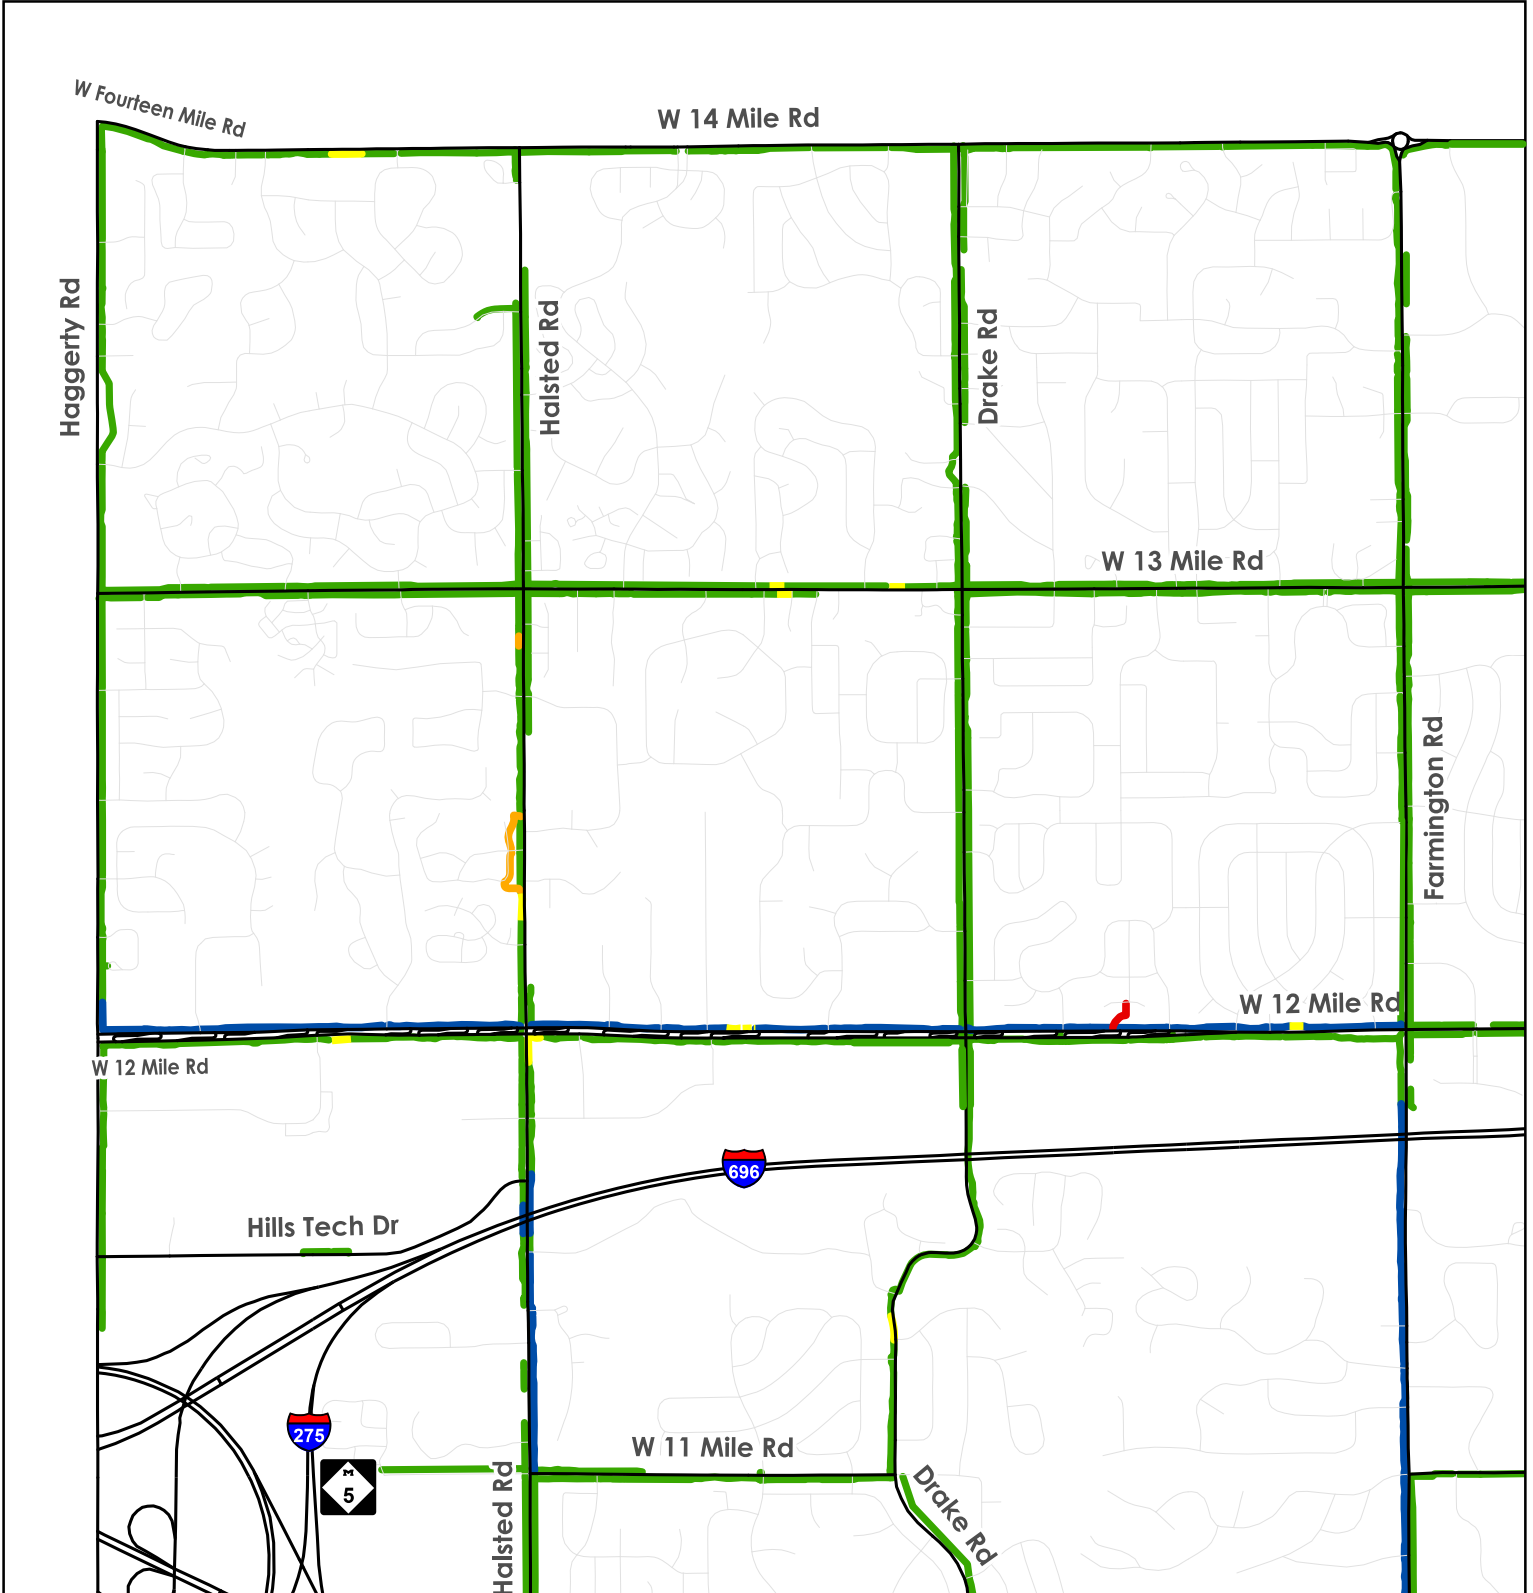 W Fourteen Mile Rd
W 14 Mile Rd
Haggerty Rd
Halsted Rd
Drake Rd
W 13 Mile Rd
Farmington Rd
W 12 Mile Rd
W 12 Mile Rd
696
Hills Tech Dr
275
W 11 Mile Rd
M
5
Halsted Rd
Drake Rd